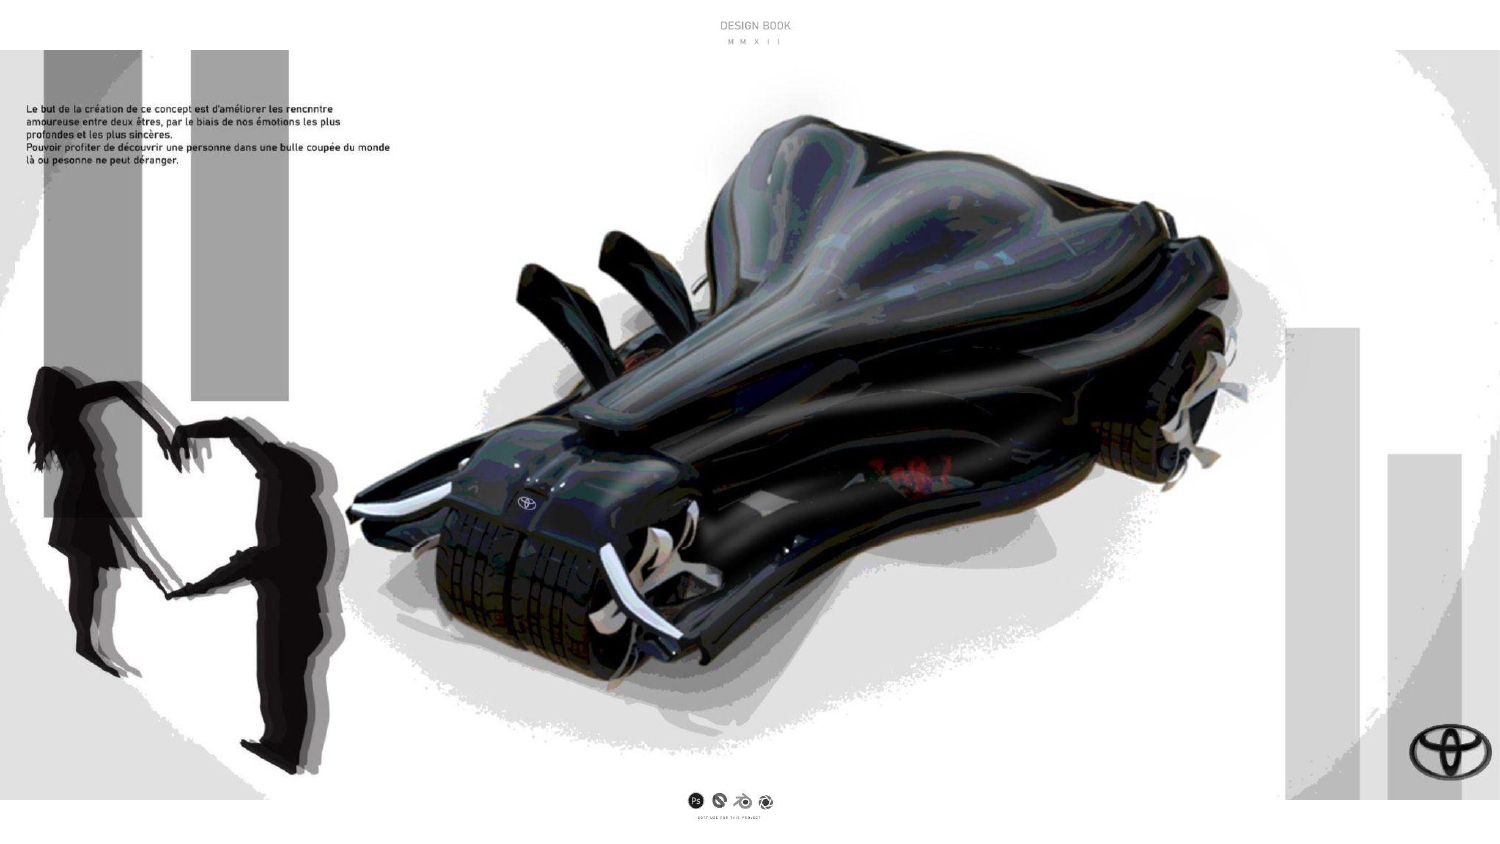 DESIGN BOOK
M M X I I
Le but de la création de ce concept est d'améliorer les rencnntre
amoureuse entre deux êtres, par le biais de nos émotions les plus
profondes et les plus sincères.
Pouvoir profiter de découvrir une personne dans une bulle coupée du monde
là ou pesonne ne peut déranger.
Ps